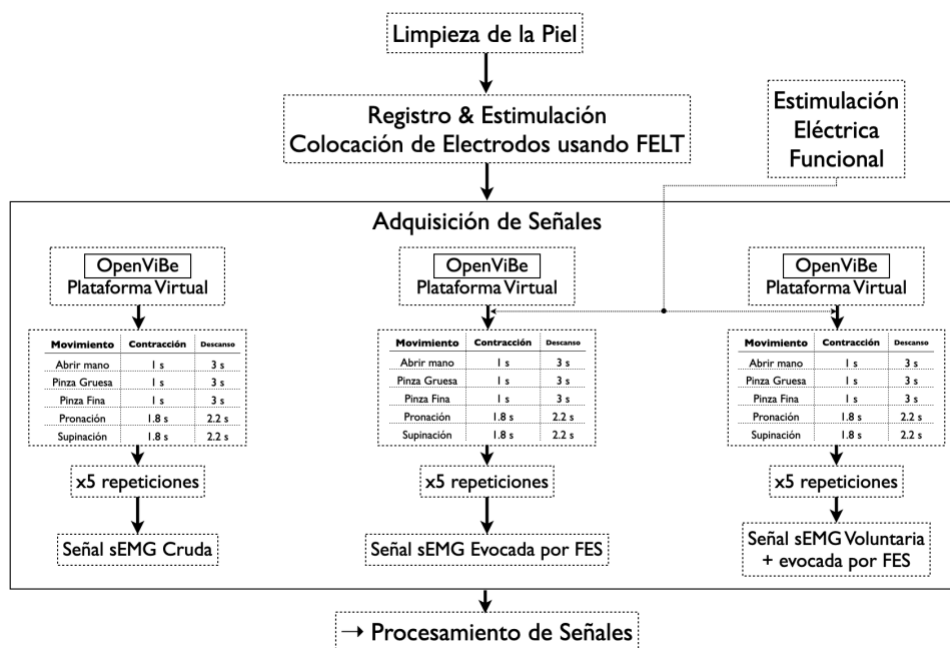 Limpieza de la Piel
Registro & Estimulación
Colocación de Electrodos usando FELT
Estimulación
Eléctrica
Funcional
Adquisición de Señales
OpenViBe
Plataforma Virtual
Movimiento Contracción Descanso
Abrir mano 1 s 3 s
Pinza Gruesa 1 s 3 s
Pinza Fina 1 s 3 s
Pronación 1.8 s 2.2 s
Supinación 1.8 s 2.2 s
x5 repeticiones
Señal sEMG Cruda
OpenViBe
Plataforma Virtual
Movimiento Contracción Descanso
Abrir mano 1 s 3 s
Pinza Gruesa 1 s 3 s
Pinza Fina 1 s 3 s
Pronación 1.8 s 2.2 s
Supinación 1.8 s 2.2 s
x5 repeticiones
Señal sEMG Evocada por FES
OpenViBe
Plataforma Virtual
Movimiento Contracción Descanso
Abrir mano 1 s 3 s
Pinza Gruesa 1 s 3 s
Pinza Fina 1 s 3 s
Pronación 1.8 s 2.2 s
Supinación 1.8 s 2.2 s
x5 repeticiones
Señal sEMG Voluntaria
+ evocada por FES
→ Procesamiento de Señales